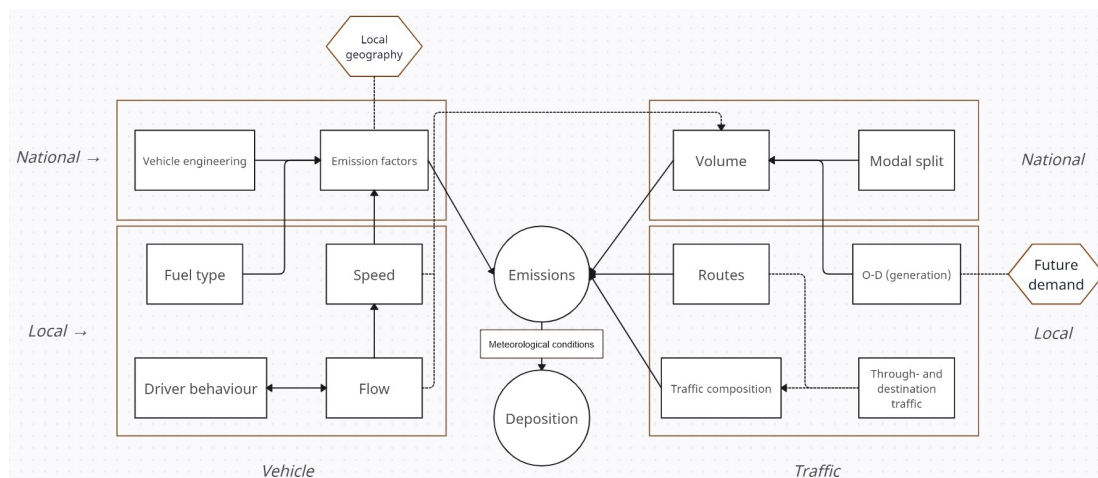 Local
geography
National →
Vehicle engineering
Emission factors
Volume
Modal split
National
Fuel type
Speed
Emissions
Routes
O-D (generation)
Future
demand
Local →
Local
Meteorological conditions
Driver behaviour
Flow
Deposition
Traffic composition
Through- and
destination
traffic
Vehicle
Traffic